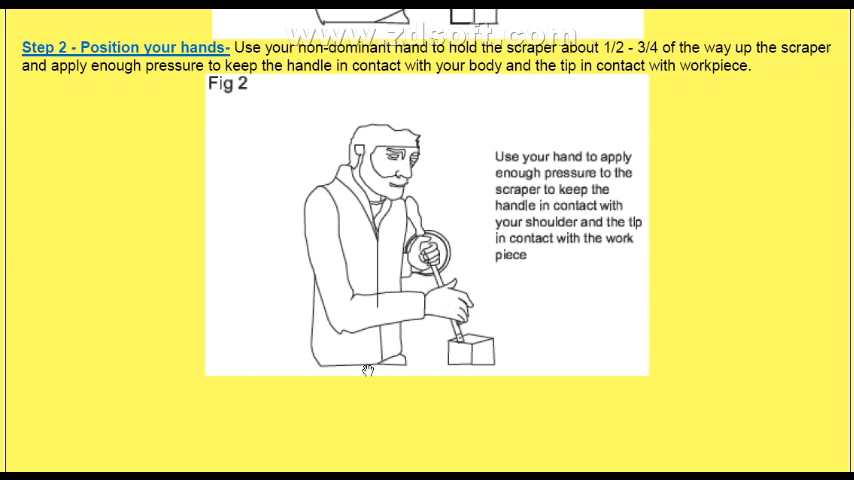 www.zdsoft.com
Step 2 - Position your hands- Use your non-dominant hand to hold the scraper about 1/2 - 3/4 of the way up the scraper
and apply enough pressure to keep the handle in contact with your body and the tip in contact with workpiece.
Fig 2
Use your hand to apply
enough pressure to the
scraper to keep the
handle in contact with
your shoulder and the tip
in contact with the work
piece